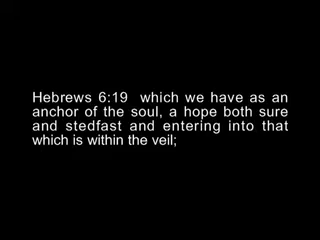 Hebrews 6:19  which we have as an
anchor of the soul, a hope both sure
and stedfast and entering into that
which is within the veil;